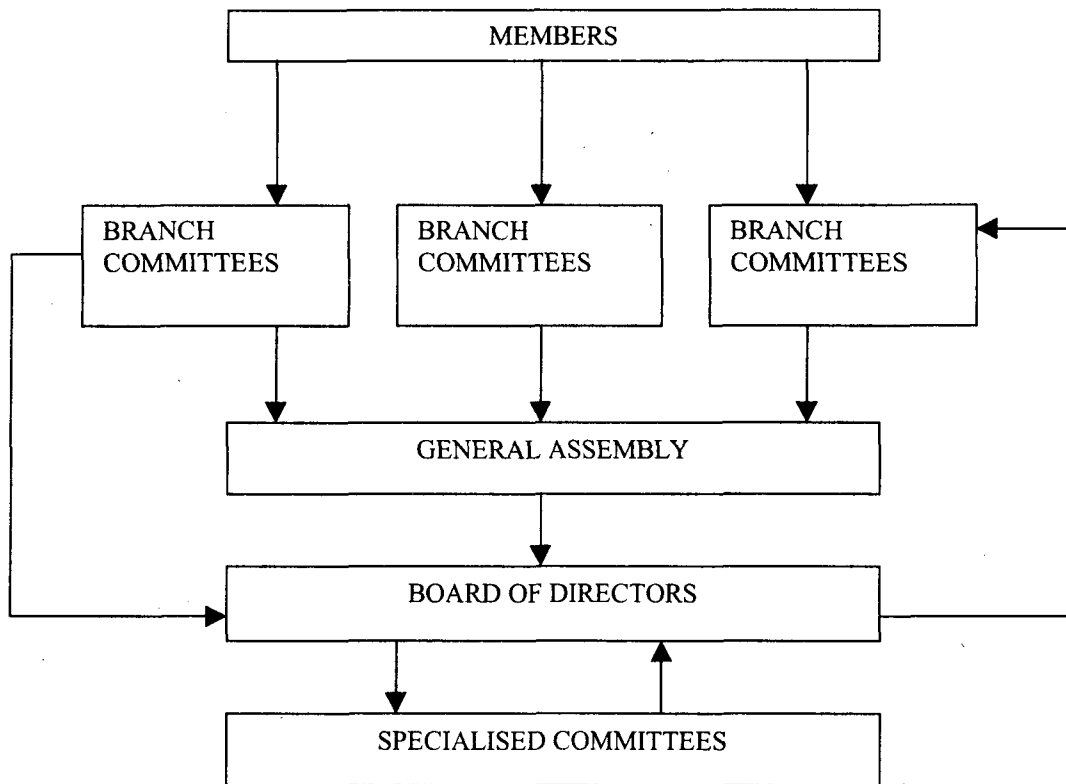 MEMBERS
BRANCH
COMMITTEES
BRANCH
COMMITTEES
BRANCH
COMMITTEES
GENERAL ASSEMBLY
BOARD OF DIRECTORS
SPECIALISED COMMITTEES